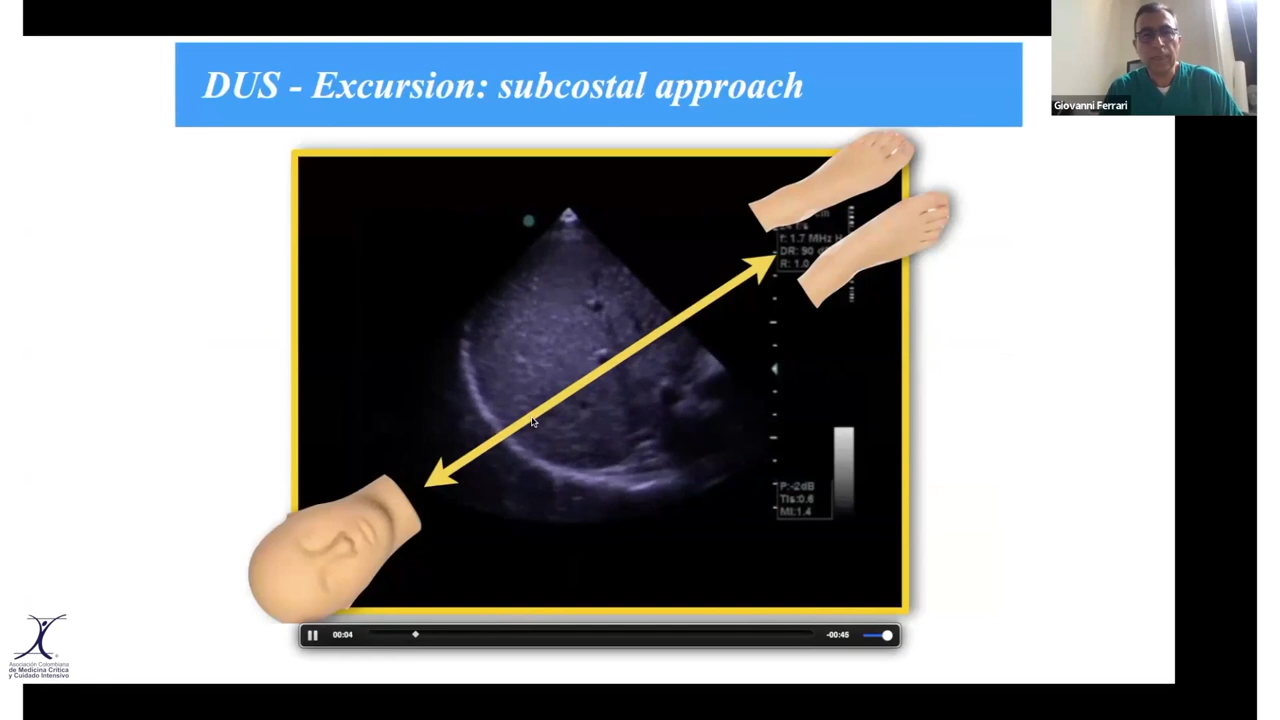 DUS - Excursion: subcostal approach
Giovanni Ferrari
f: 1.7 MHz H
DR: 90 d
R: 1.0
P:-2dB
TIs:0.6
MI:1.4
00:04
-00:45
Asociación Colombiana
de Medicina Crítica
y Cuidado Intensivo